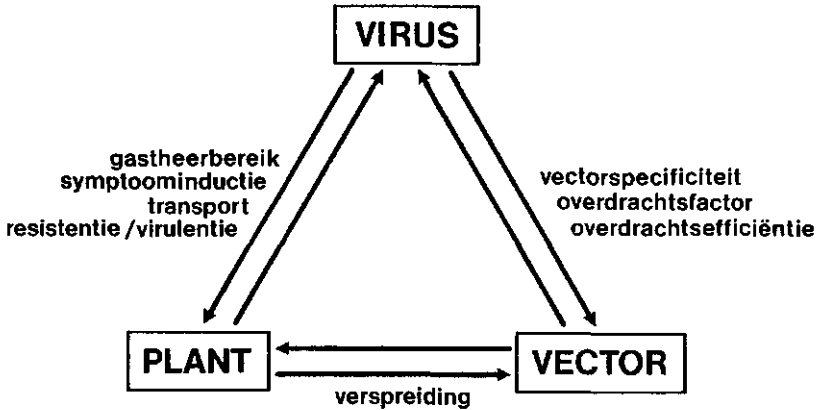 VIRUS
gastheerbereik
symptoominductie
transport
resistentie/virulentie
vectorspecificiteit
overdrachtsfactor
overdrachtsefficiëntie
PLANT
VECTOR
verspreiding